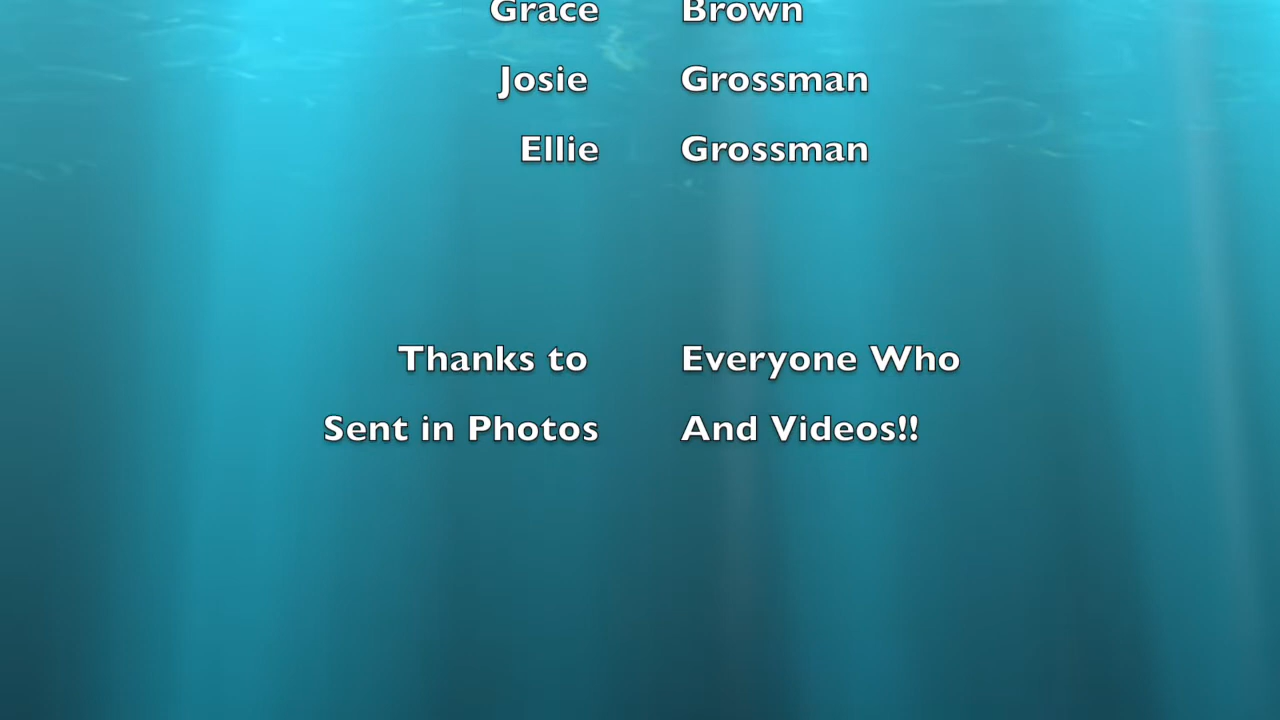 Grace Brown
Josie Grossman
Ellie Grossman
Thanks to Everyone Who
Sent in Photos And Videos!!